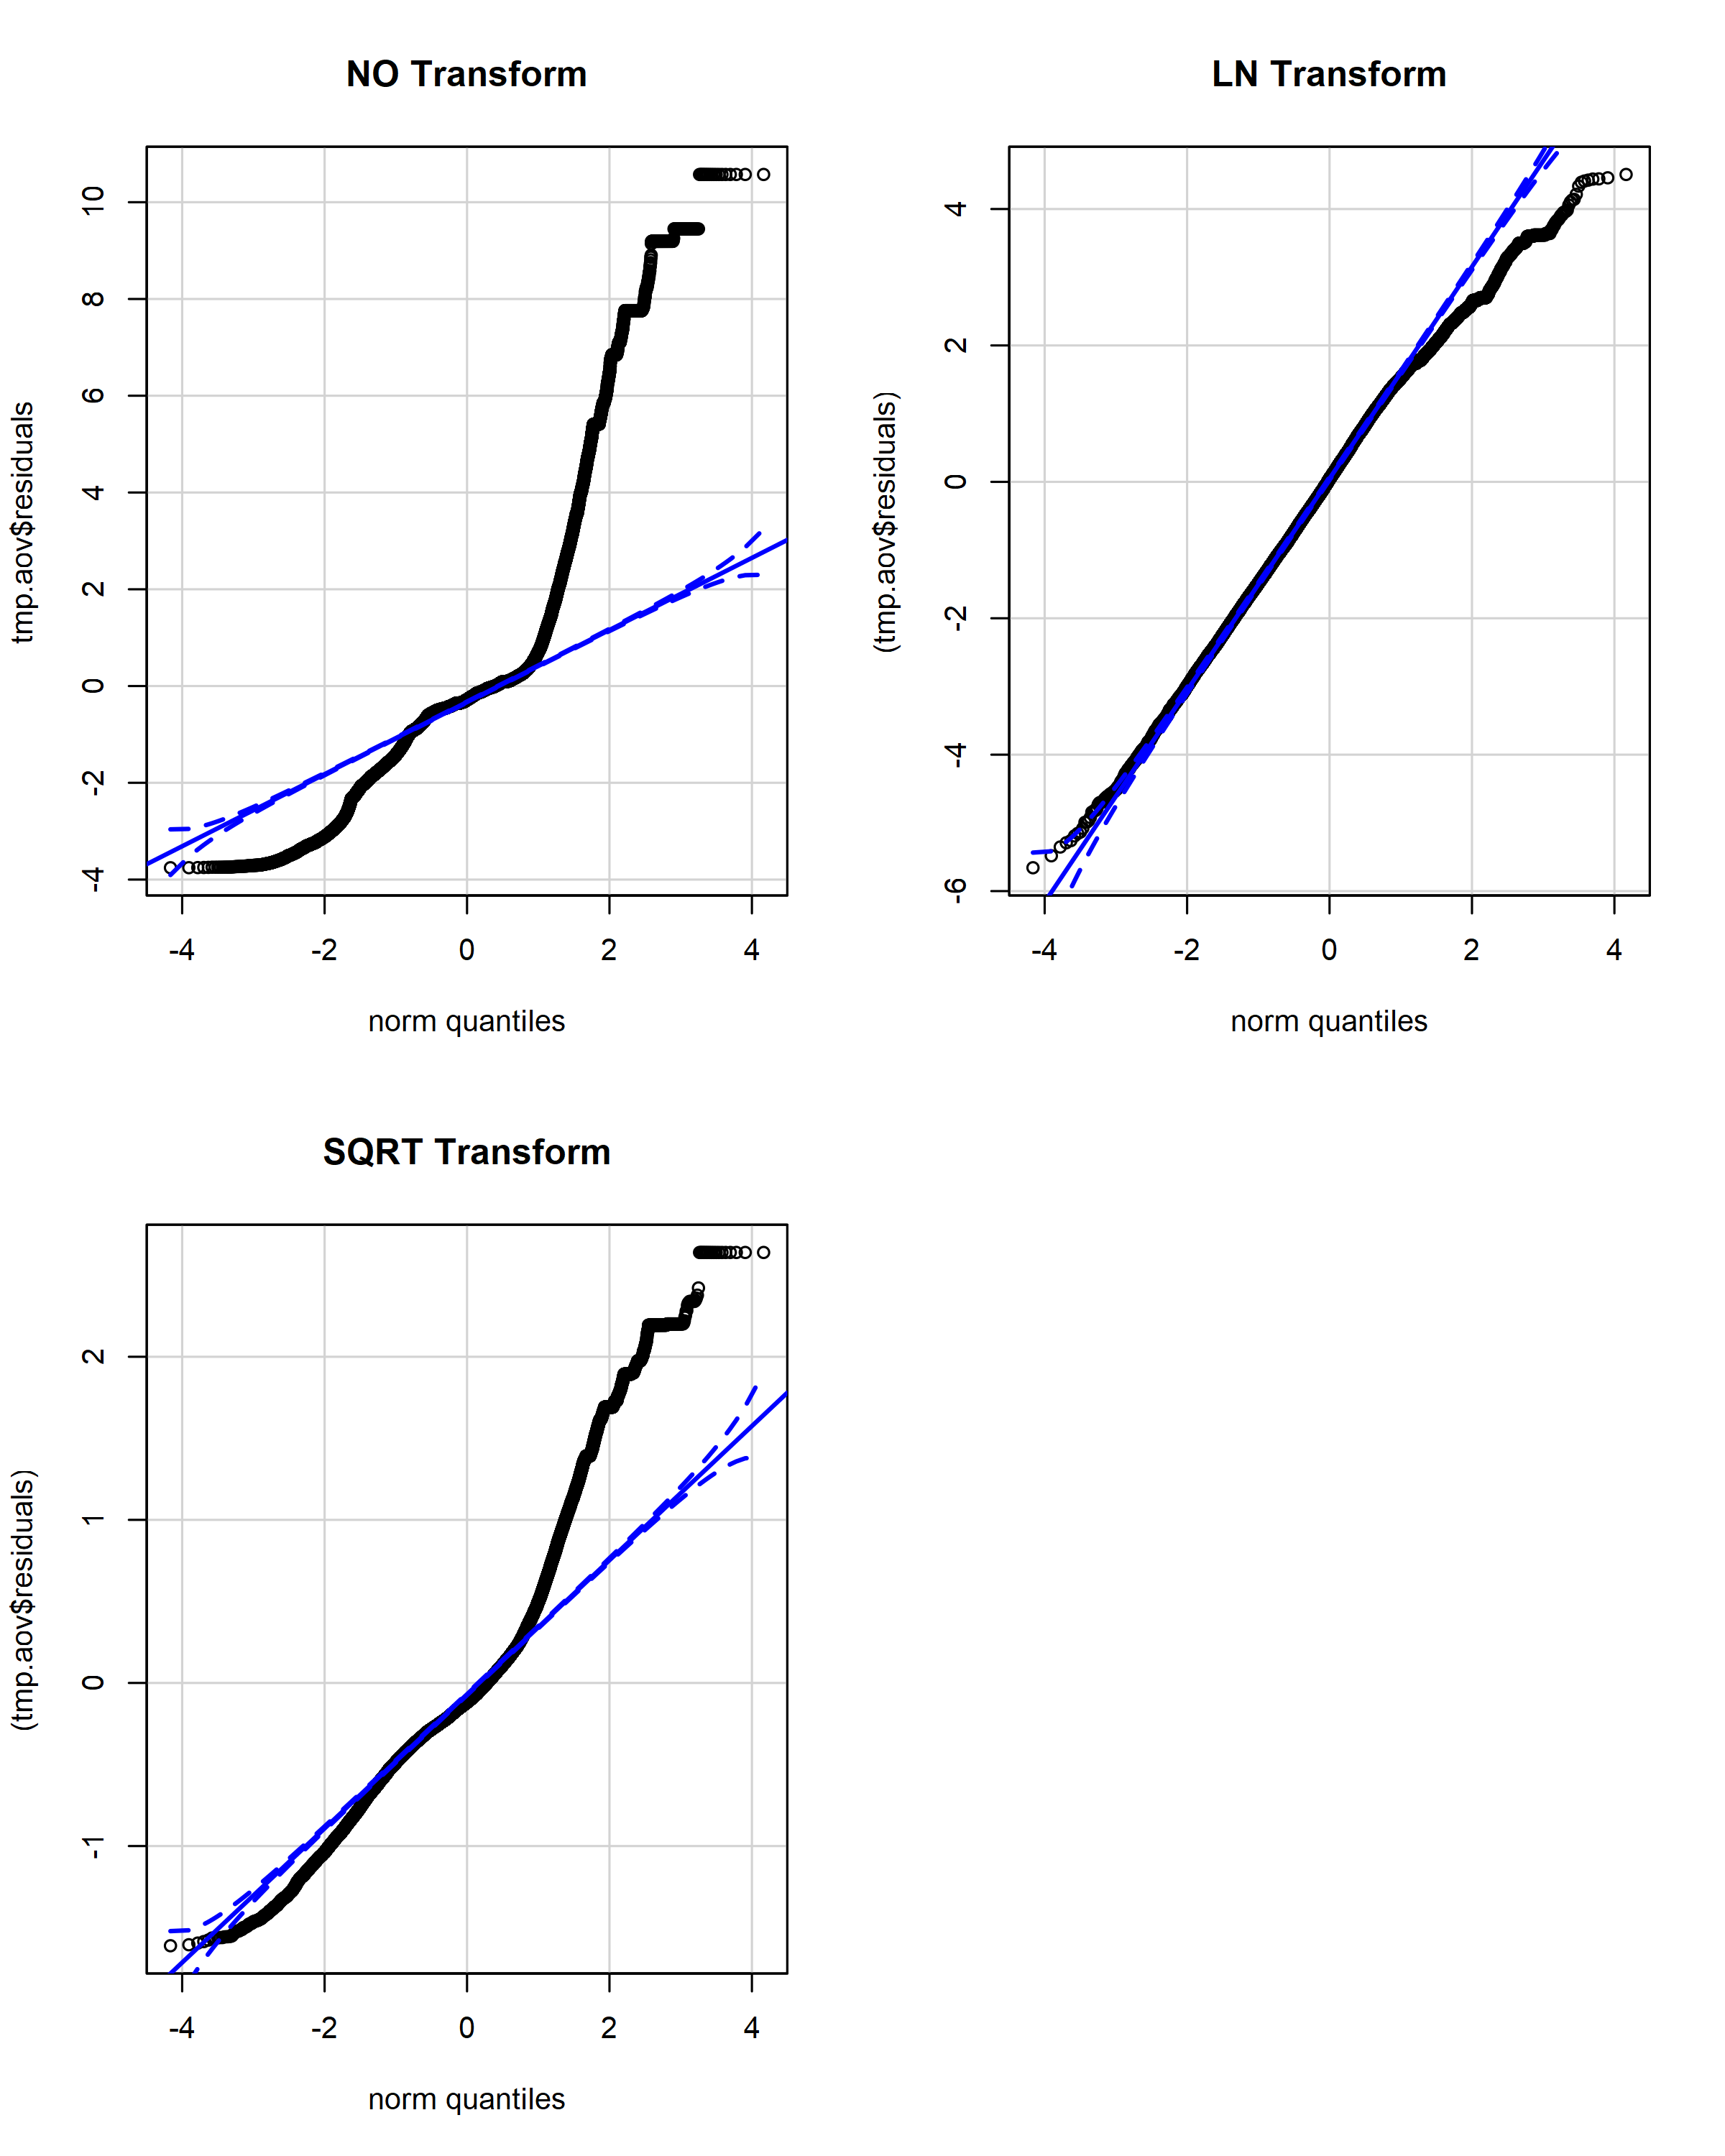 NO Transform
tmp.aov$residuals
10
8
6
4
2
0
-2
-4
-4 -2 0 2 4
norm quantiles
LN Transform
(tmp.aov$residuals)
4
2
0
-2
-4
-6
-4 -2 0 2 4
norm quantiles
SQRT Transform
(tmp.aov$residuals)
2
1
0
-1
-4 -2 0 2 4
norm quantiles